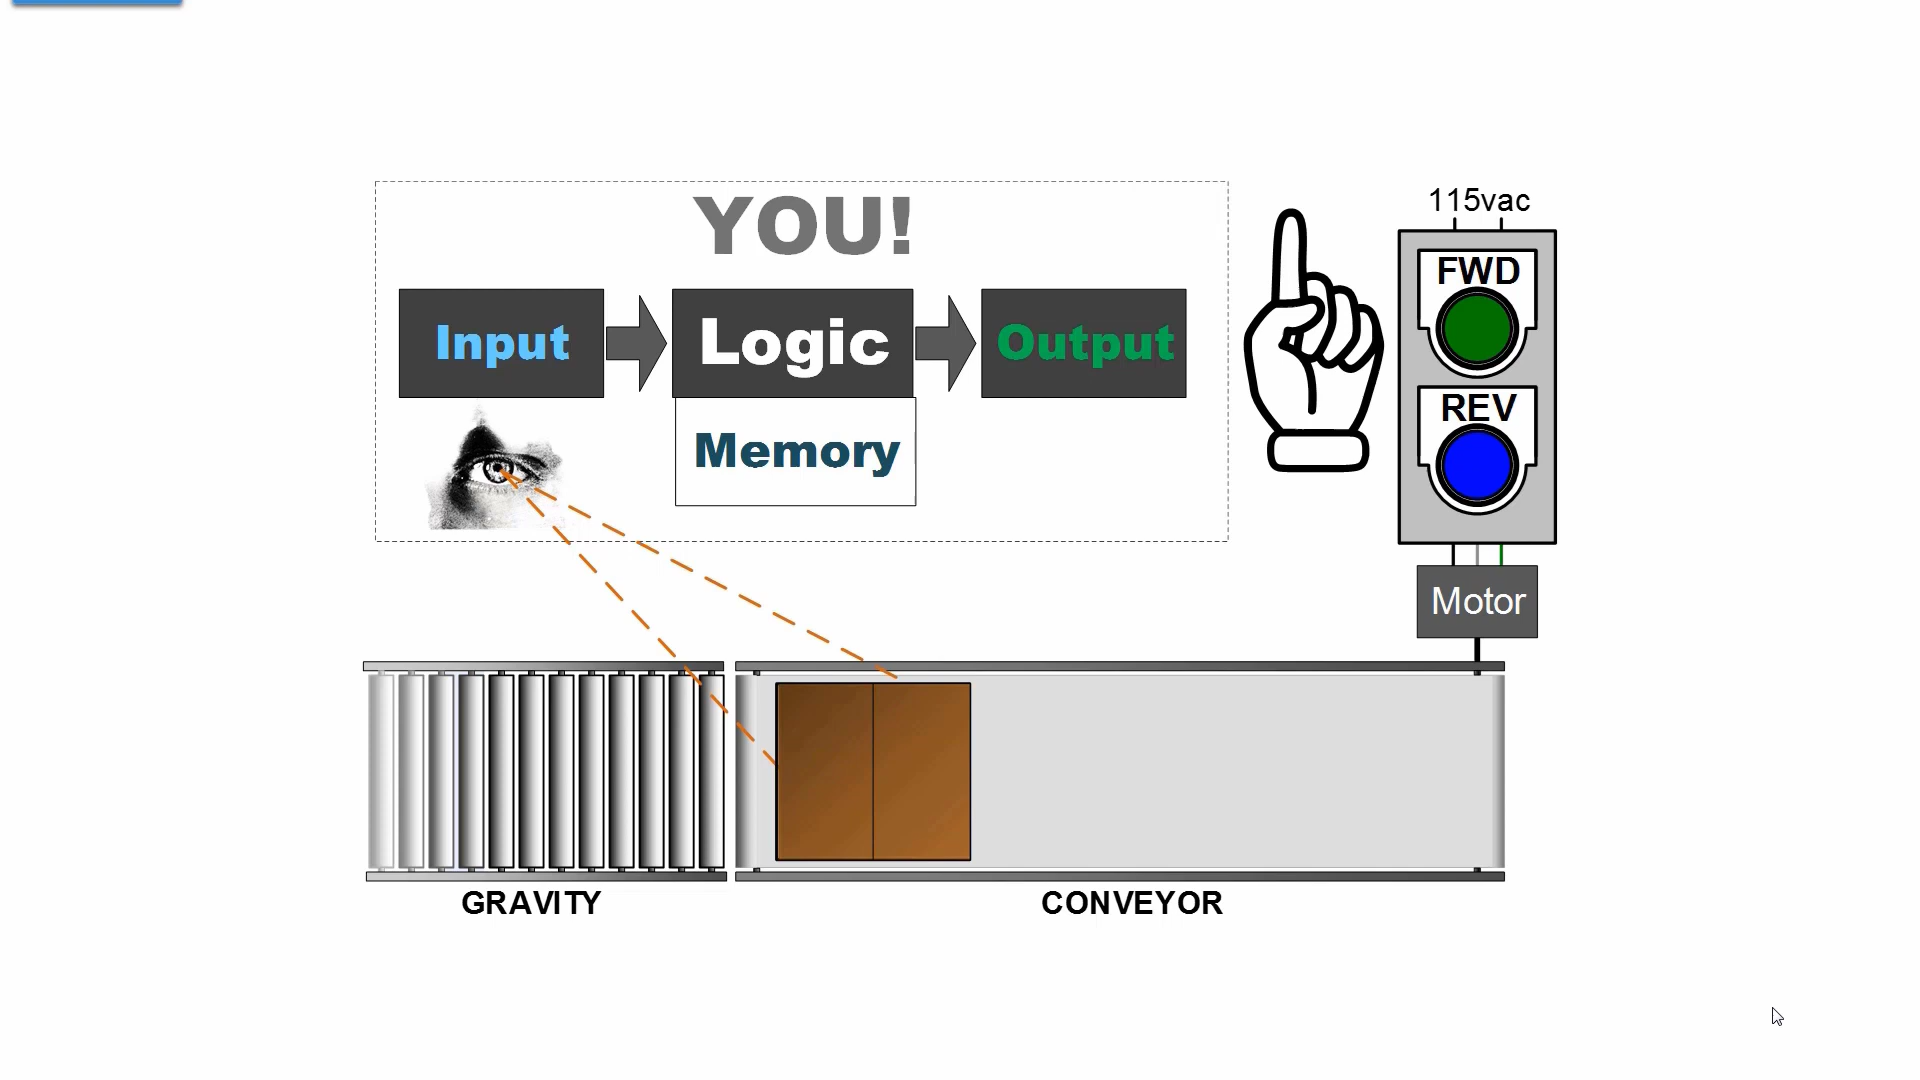 YOU!
Input
Logic
Output
Memory
115vac
FWD
REV
Motor
GRAVITY
CONVEYOR